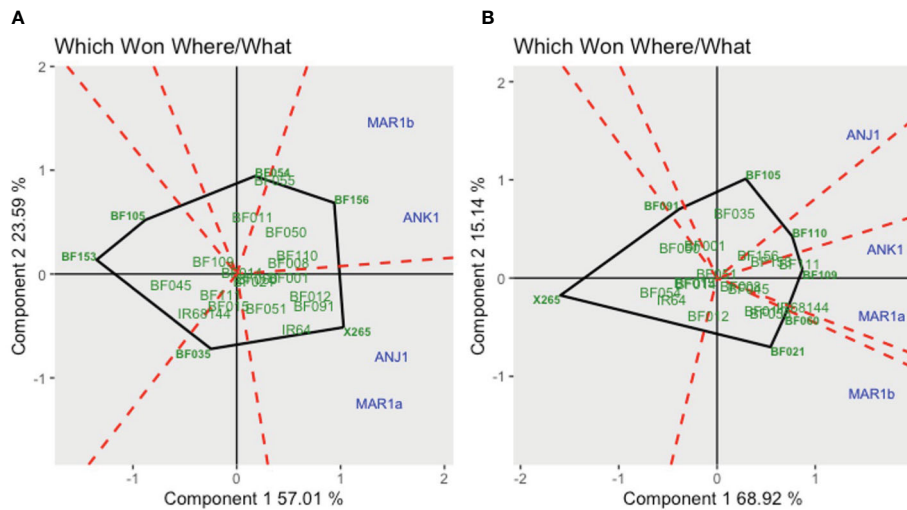 A
Which Won Where/What
Component 2 23.59 %
2
1
0
-1
MAR1b
BF054
BF055
BF156
BF105
BF011
ANK1
BF050
BF153
BF109
BF110
BF008
BF001
BF045
BF012
BF015
BF051
BF091
IR68144
IR64
X265
BF035
ANJ1
MAR1a
-1
0
1
2
Component 1 57.01 %
B
Which Won Where/What
Component 2 15.14 %
2
1
0
-1
ANJ1
BF105
BF091
BF035
BF110
BF001
BF156
ANK1
BF111
BF109
X265
BF054
IR64
BF012
IR68144
MAR1a
BF060
BF021
MAR1b
-2
-1
0
1
Component 1 68.92 %